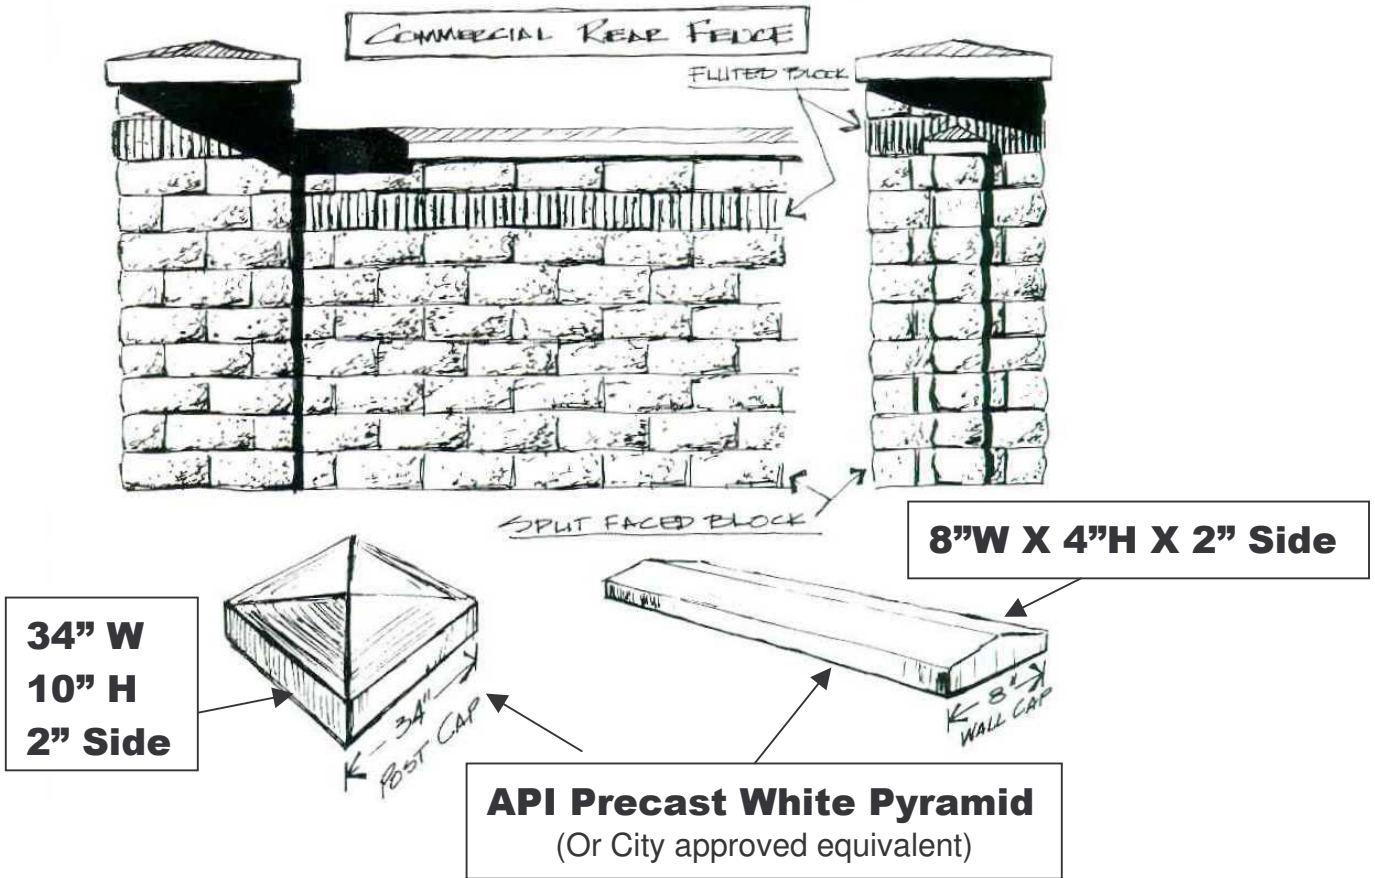 COMMERCIAL REAR FENCE
FLUTED BLOCK
SPLIT FACED BLOCK
8”W X 4”H X 2” Side
34” W
10” H
2” Side
34"
POST CAP
8"
WALL CAP
API Precast White Pyramid
(Or City approved equivalent)